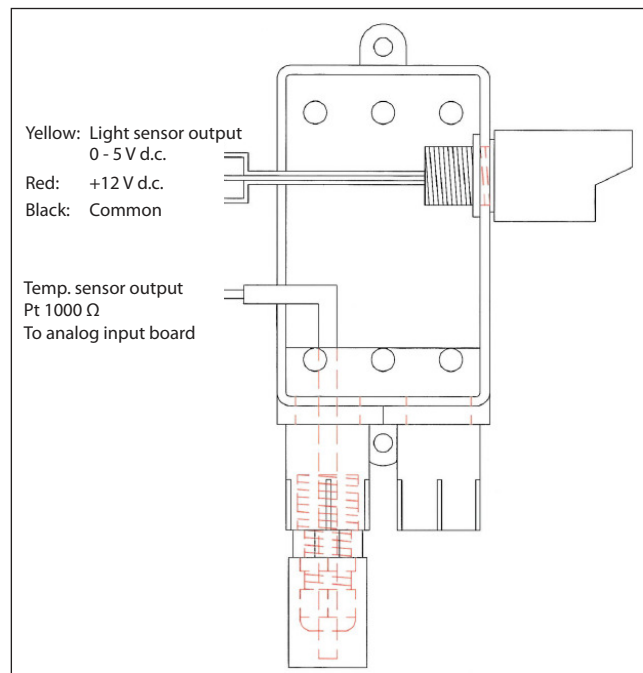 Yellow: Light sensor output
0 - 5 V d.c.
Red: +12 V d.c.
Black: Common
Temp. sensor output
Pt 1000 Ω
To analog input board